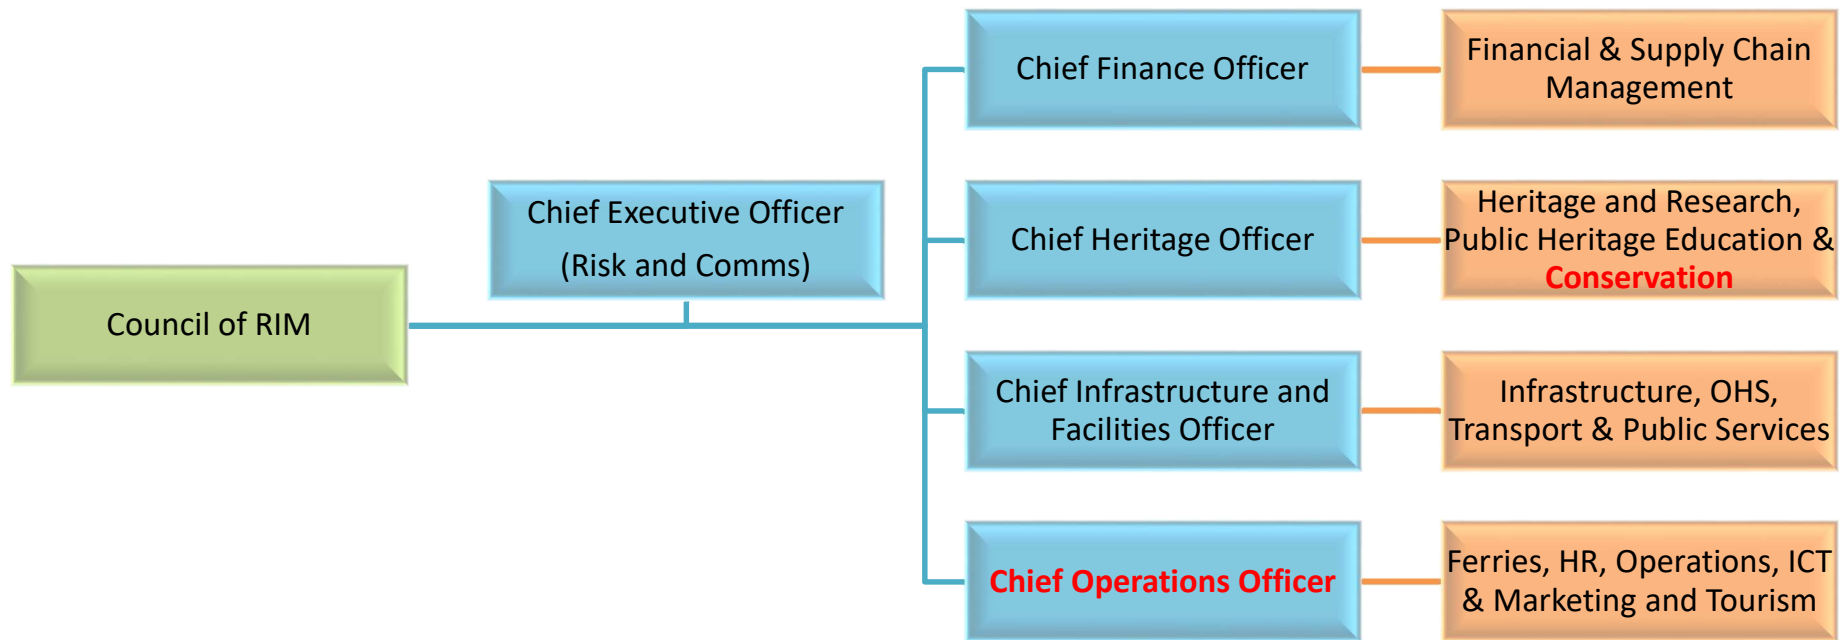 Council of RIM
Chief Executive Officer
(Risk and Comms)
Chief Finance Officer
Financial & Supply Chain
Management
Chief Heritage Officer
Heritage and Research,
Public Heritage Education &
Conservation
Chief Infrastructure and
Facilities Officer
Infrastructure, OHS,
Transport & Public Services
Chief Operations Officer
Ferries, HR, Operations, ICT
& Marketing and Tourism